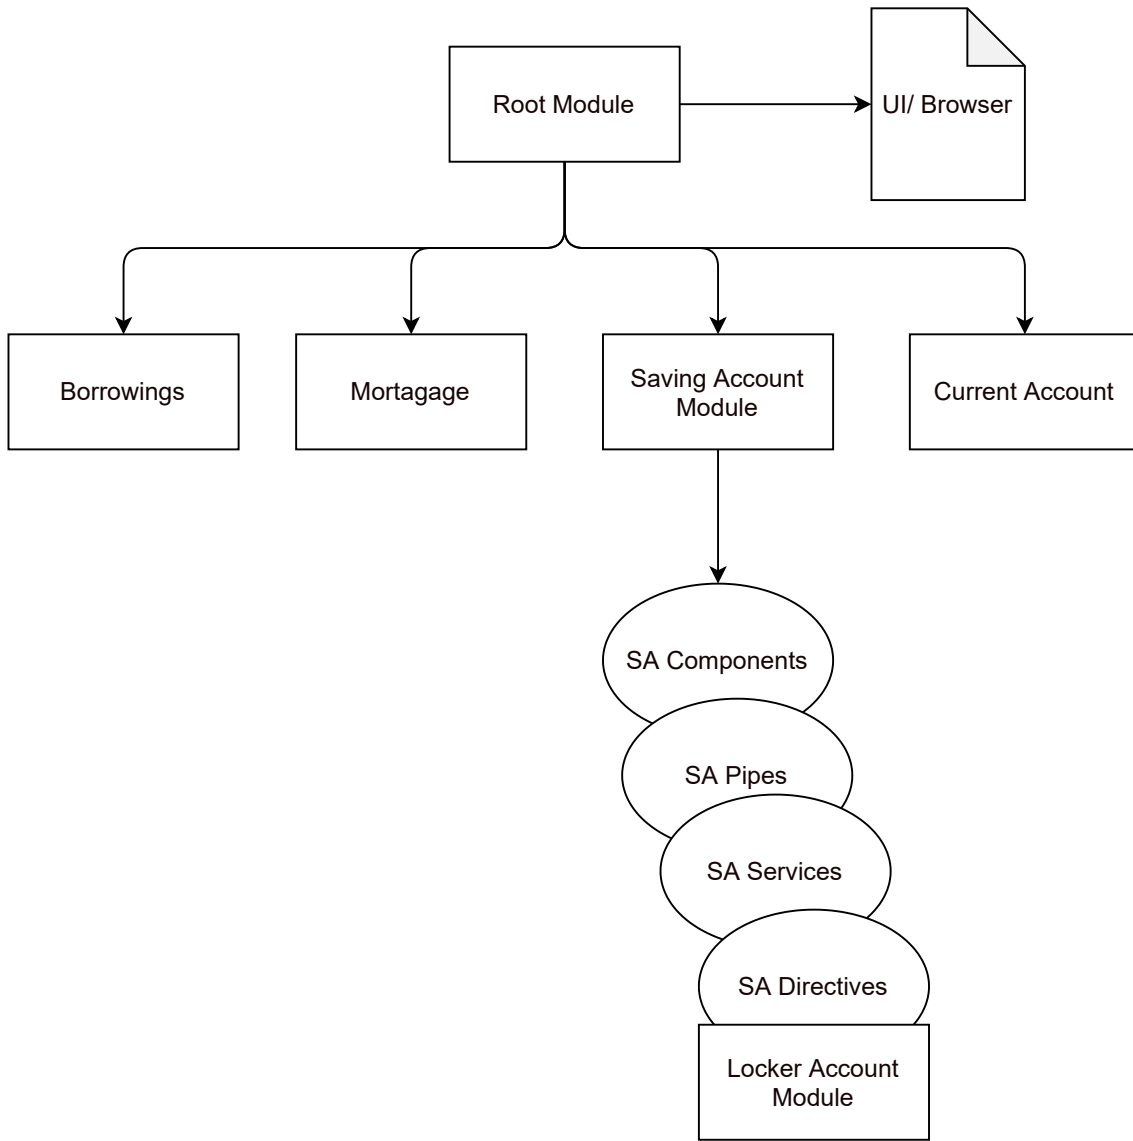 Root Module
UI/ Browser
Borrowings
Mortagage
Saving Account
Module
Current Account
SA Components
SA Pipes
SA Services
SA Directives
Locker Account
Module